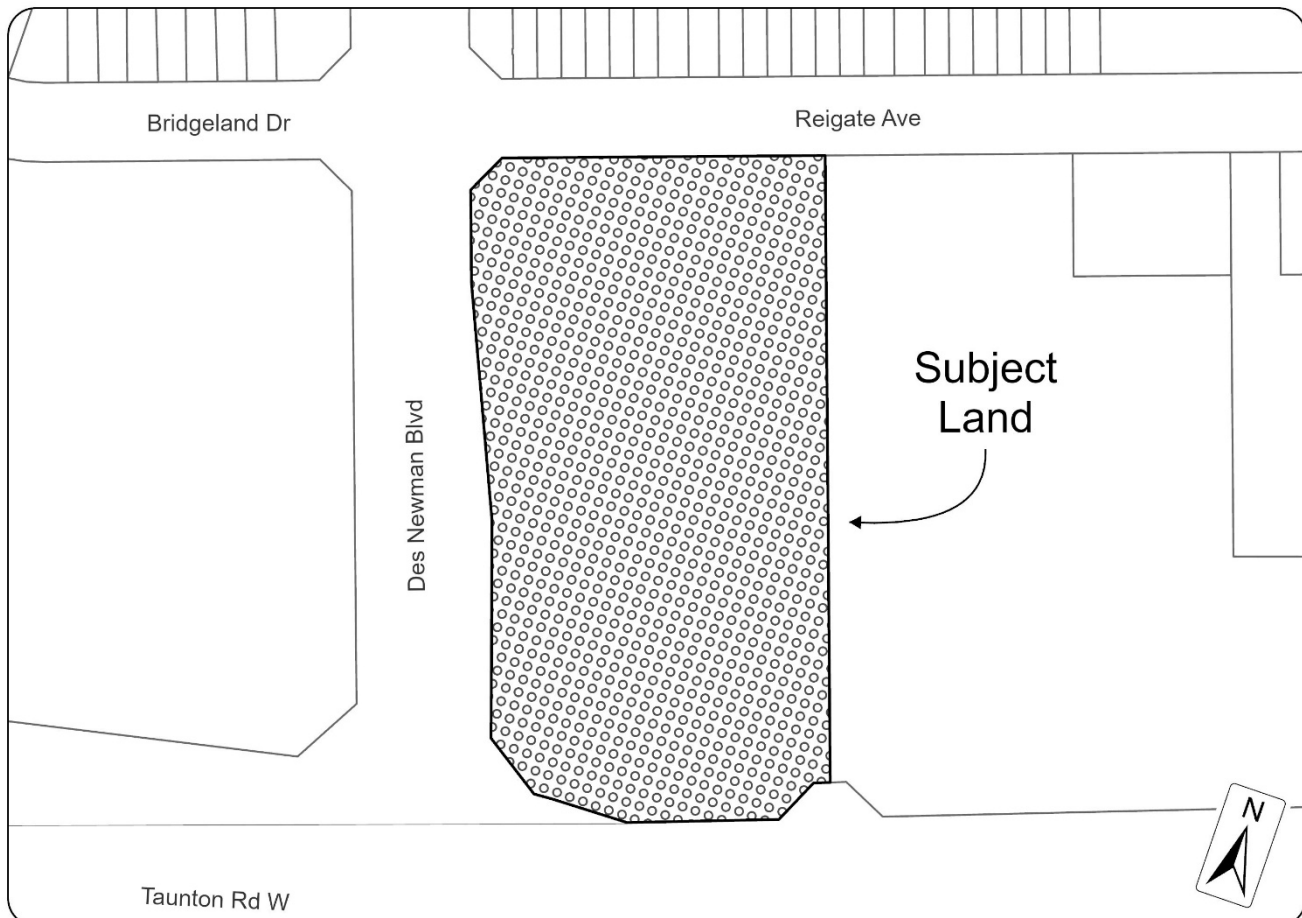 Bridgeland Dr
Reigate Ave
Subject
Land
Des Newman Blvd
N
Taunton Rd W